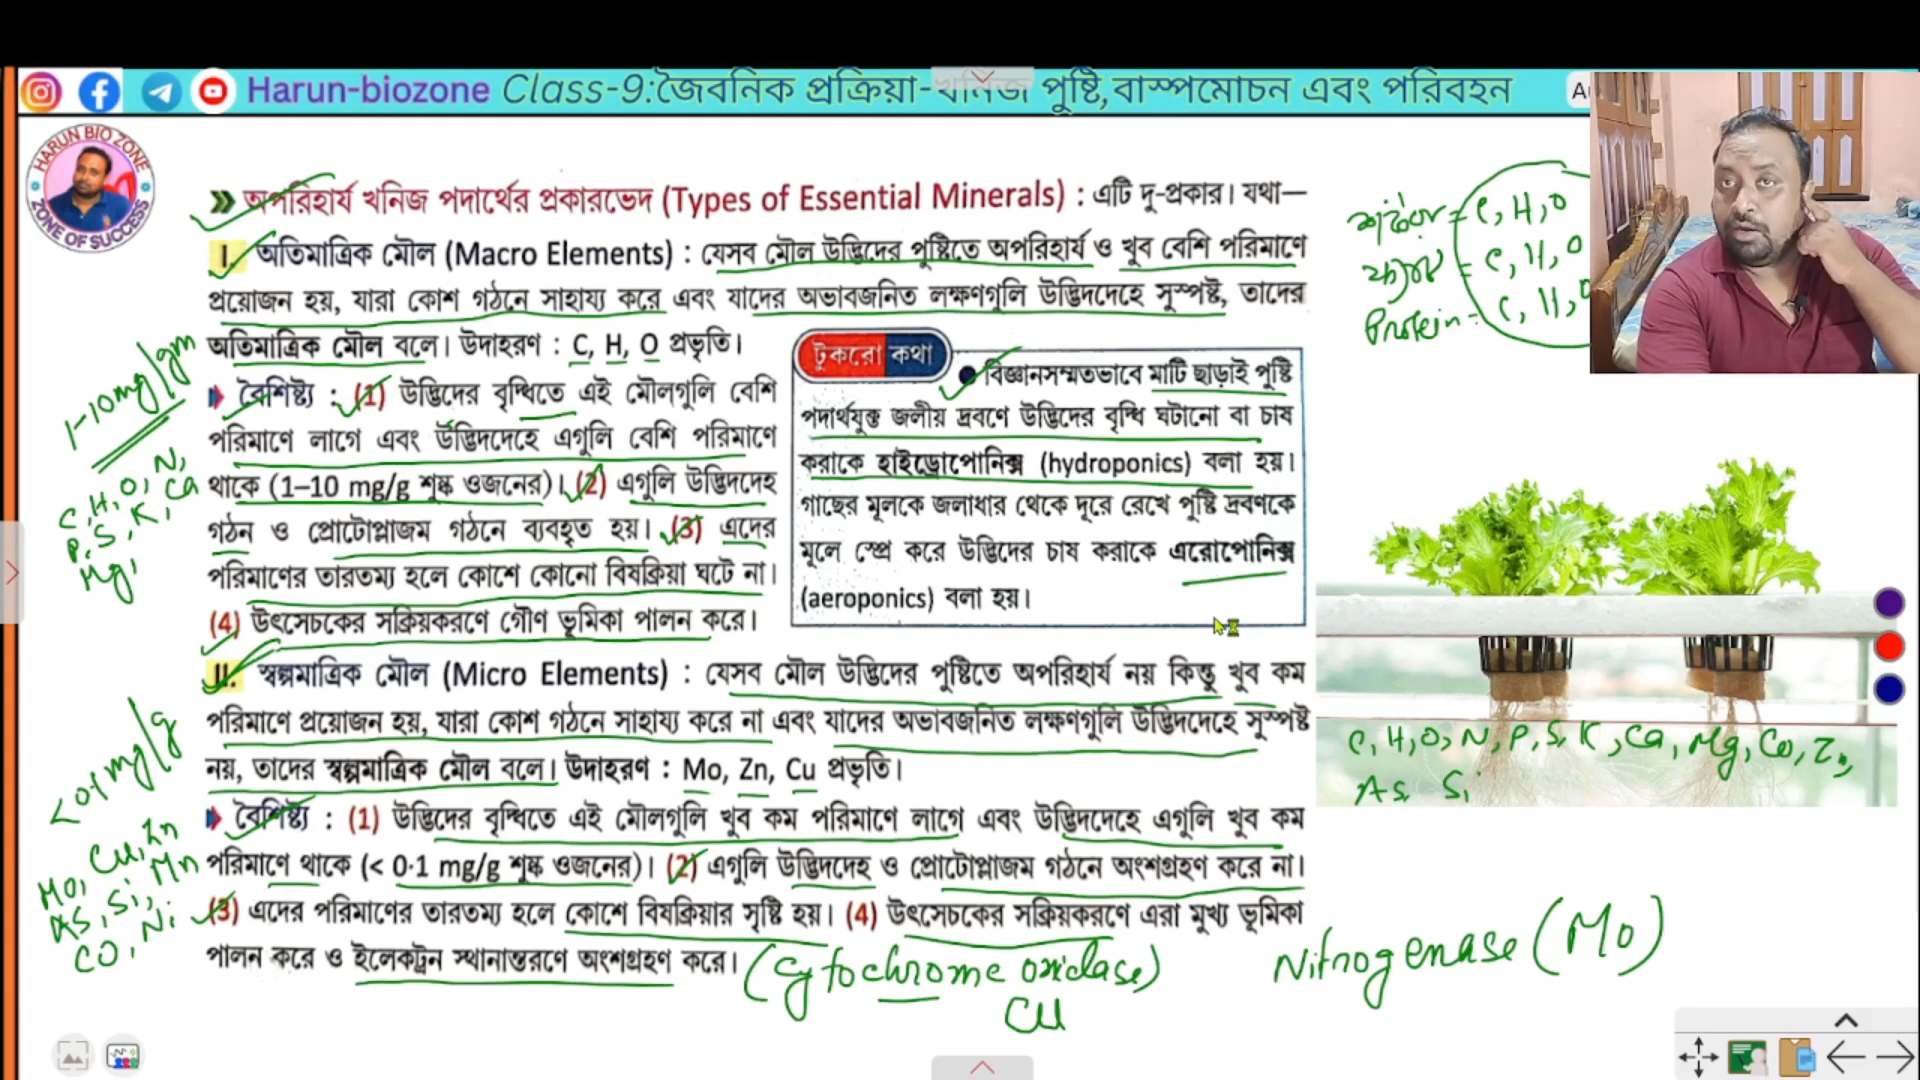 Harun-biozone Class-9:জৈবনিক প্রক্রিয়া-খনিজ পুষ্টি,বাস্পমোচন এবং পরিবহন
HARUN BIO ZONE
ZONE OF SUCCESS
অপরিহার্য খনিজ পদার্থের প্রকারভেদ (Types of Essential Minerals) : এটি দু-প্রকার। যথা—
I. অতিমাত্রিক মৌল (Macro Elements) : যেসব মৌল উদ্ভিদের পুষ্টিতে অপরিহার্য ও খুব বেশি পরিমাণে
প্রয়োজন হয়, যারা কোশ গঠনে সাহায্য করে এবং যাদের অভাবজনিত লক্ষণগুলি উদ্ভিদদেহে সুস্পষ্ট, তাদের
অতিমাত্রিক মৌল বলে। উদাহরণ : C, H, O প্রভৃতি।
বৈশিষ্ট্য : (1) উদ্ভিদের বৃদ্ধিতে এই মৌলগুলি বেশি
পরিমাণে লাগে এবং উদ্ভিদদেহে এগুলি বেশি পরিমাণে
থাকে (1–10 mg/g শুষ্ক ওজনের)। (2) এগুলি উদ্ভিদদেহ
গঠন ও প্রোটোপ্লাজম গঠনে ব্যবহৃত হয়। (3) এদের
পরিমাণের তারতম্য হলে কোশে কোনো বিষক্রিয়া ঘটে না।
(4) উৎসেচকের সক্রিয়করণে গৌণ ভূমিকা পালন করে।
টুকরো কথা
বিজ্ঞানসম্মতভাবে মাটি ছাড়াই পুষ্টি
পদার্থযুক্ত জলীয় দ্রবণে উদ্ভিদের বৃদ্ধি ঘটানো বা চাষ
করাকে হাইড্রোপোনিক্স (hydroponics) বলা হয়।
গাছের মূলকে জলাধার থেকে দূরে রেখে পুষ্টি দ্রবণকে
মূলে স্প্রে করে উদ্ভিদের চাষ করাকে এরোপোনিক্স
(aeroponics) বলা হয়।
II. স্বল্পমাত্রিক মৌল (Micro Elements) : যেসব মৌল উদ্ভিদের পুষ্টিতে অপরিহার্য নয় কিন্তু খুব কম
পরিমাণে প্রয়োজন হয়, যারা কোশ গঠনে সাহায্য করে না এবং যাদের অভাবজনিত লক্ষণগুলি উদ্ভিদদেহে সুস্পষ্ট
নয়, তাদের স্বল্পমাত্রিক মৌল বলে। উদাহরণ : Mo, Zn, Cu প্রভৃতি।
বৈশিষ্ট্য : (1) উদ্ভিদের বৃদ্ধিতে এই মৌলগুলি খুব কম পরিমাণে লাগে এবং উদ্ভিদদেহে এগুলি খুব কম
পরিমাণে থাকে (< 0·1 mg/g শুষ্ক ওজনের)। (2) এগুলি উদ্ভিদদেহ ও প্রোটোপ্লাজম গঠনে অংশগ্রহণ করে না।
(3) এদের পরিমাণের তারতম্য হলে কোশে বিষক্রিয়ার সৃষ্টি হয়। (4) উৎসেচকের সক্রিয়করণে এরা মুখ্য ভূমিকা
পালন করে ও ইলেকট্রন স্থানান্তরণে অংশগ্রহণ করে।
(Cytochrome oxidase)
Cu
Nitrogenase (Mo)
1-10mg/gm
C, H, O, N,
P, S, K, Ca
Mg,
<0.1mg/g
Mo, Cu, Zn
As, Si, Mn
CO, Ni
= C, H, O
= C, H, O
Protein = C, H, O
C, H, O, N, P, S, K, Ca, Mg, Co, Zn,
As, Si